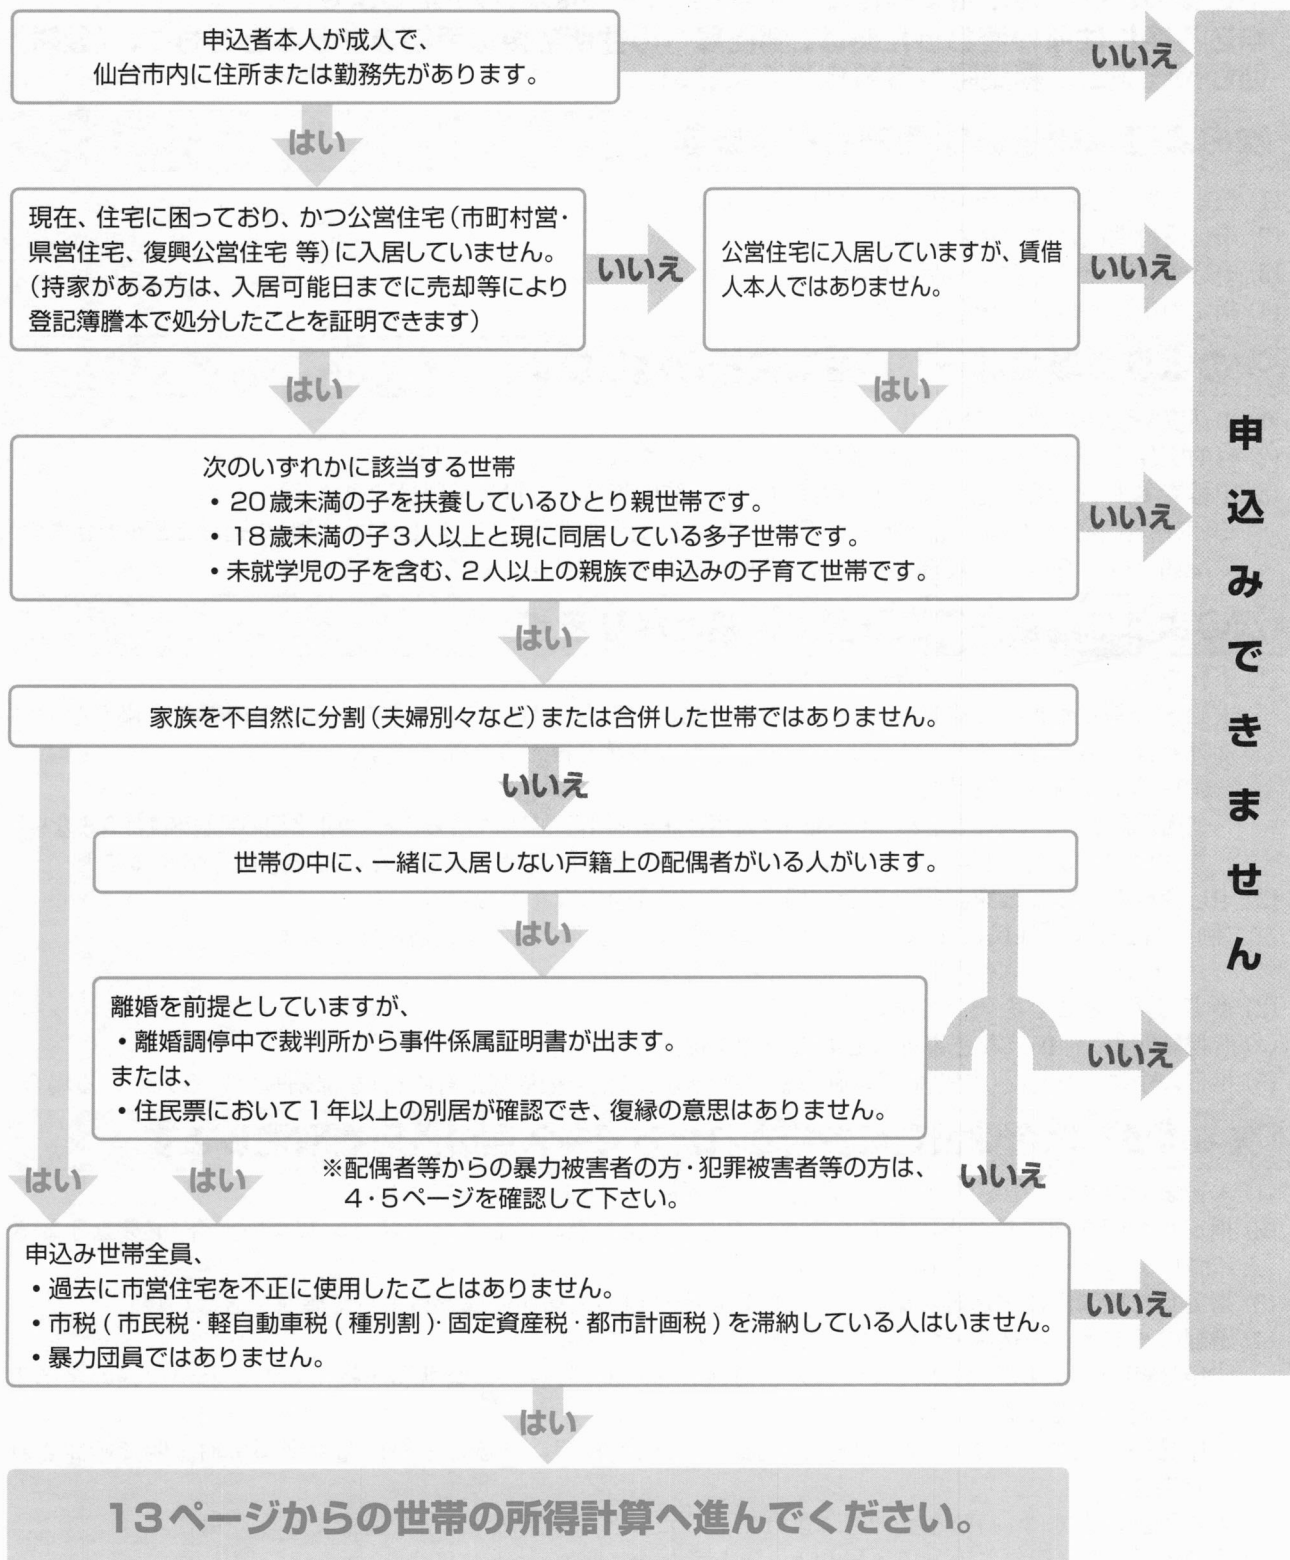 申込者本人が成人で、
仙台市内に住所または勤務先があります。
いいえ
はい
現在、住宅に困っており、かつ公営住宅(市町村営・
県営住宅、復興公営住宅 等)に入居していません。
(持家がある方は、入居可能日までに売却等により
登記簿謄本で処分したことを証明できます)
いいえ
公営住宅に入居していますが、賃借
人本人ではありません。
いいえ
はい
はい
次のいずれかに該当する世帯
・20歳未満の子を扶養しているひとり親世帯です。
・18歳未満の子3人以上と現に同居している多子世帯です。
・未就学児の子を含む、2人以上の親族で申込みの子育て世帯です。
いいえ
はい
家族を不自然に分割(夫婦別々など)または合併した世帯ではありません。
いいえ
世帯の中に、一緒に入居しない戸籍上の配偶者がいる人がいます。
はい
離婚を前提としていますが、
・離婚調停中で裁判所から事件係属証明書が出ます。
または、
・住民票において1年以上の別居が確認でき、復縁の意思はありません。
いいえ
はい
はい
※配偶者等からの暴力被害者の方・犯罪被害者等の方は、
4・5ページを確認して下さい。
いいえ
申込み世帯全員、
・過去に市営住宅を不正に使用したことはありません。
・市税(市民税・軽自動車税(種別割)・固定資産税・都市計画税)を滞納している人はいません。
・暴力団員ではありません。
いいえ
はい
13ページからの世帯の所得計算へ進んでください。
申込みできません